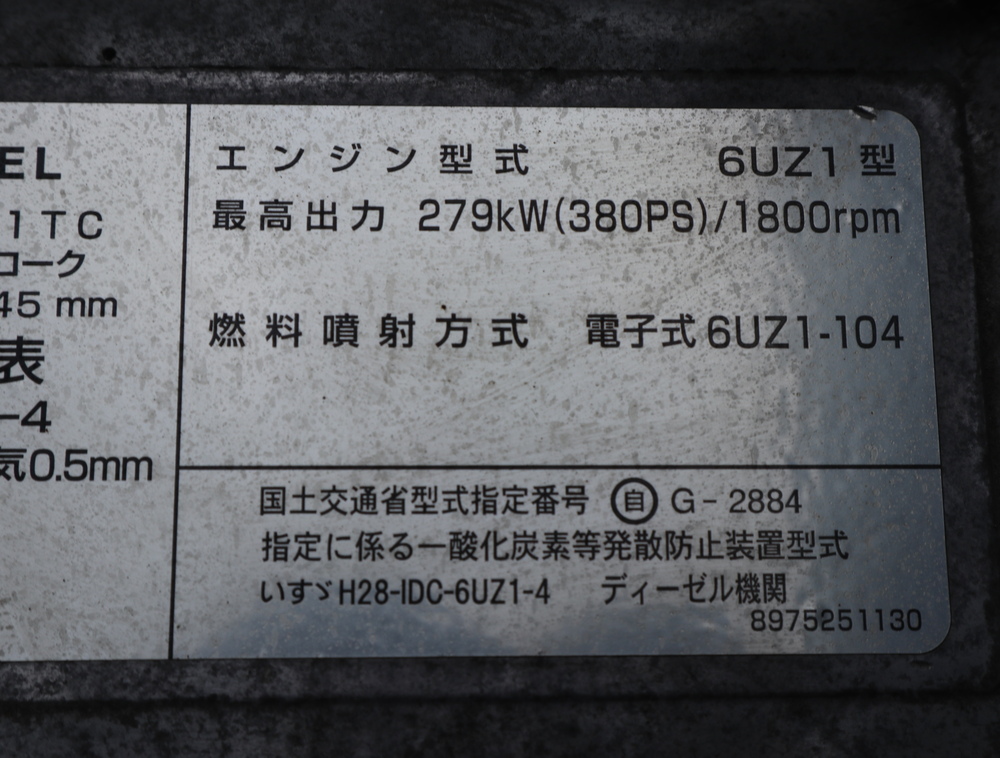 EL
1TC
ローク
45 mm
表
-4
気0.5mm
エンジン型式 6UZ1 型
最高出力 279kW(380PS)/1800rpm
燃料噴射方式 電子式 6UZ1-104
国土交通省型式指定番号 自 G-2884
指定に係る一酸化炭素等発散防止装置型式
いすゞH28-IDC-6UZ1-4 ディーゼル機関
8975251130